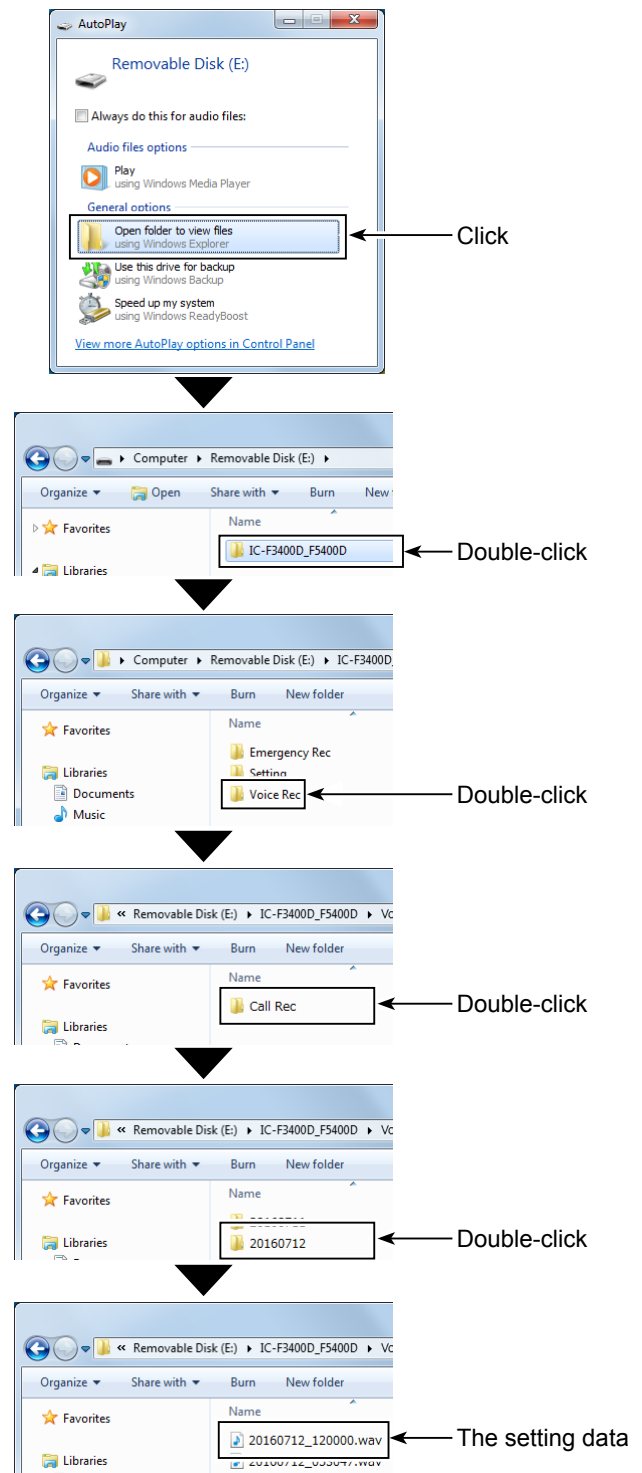 AutoPlay
Removable Disk (E:)
Always do this for audio files:
Audio files options
Play
using Windows Media Player
General options
Open folder to view files
using Windows Explorer
Click
Use this drive for backup
using Windows Backup
Speed up my system
using Windows ReadyBoost
View more AutoPlay options in Control Panel
Computer Removable Disk (E:)
Organize Open Share with Burn New
Favorites Name
IC-F3400D_F5400D Double-click
Libraries
Computer Removable Disk (E:) IC-F3400D_
Organize Share with Burn New folder
Favorites Name
Emergency Rec
Libraries Setting
Documents Voice Rec Double-click
Music
« Removable Disk (E:) IC-F3400D_F5400D Vo
Organize Share with Burn New folder
Favorites Name
Call Rec Double-click
Libraries
« Removable Disk (E:) IC-F3400D_F5400D Vo
Organize Share with Burn New folder
Favorites Name
Libraries 20160712 Double-click
« Removable Disk (E:) IC-F3400D_F5400D Vo
Organize Share with Burn New folder
Favorites Name
20160712_120000.wav The setting data
Libraries